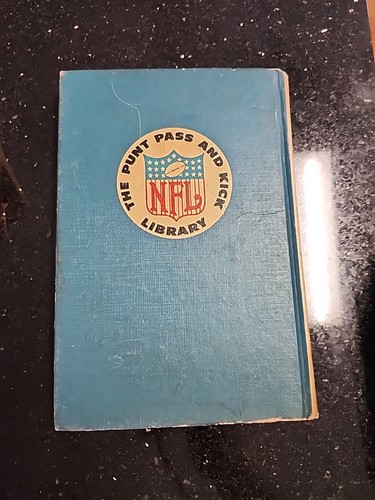 THE PUNT PASS AND KICK
NFL
LIBRARY